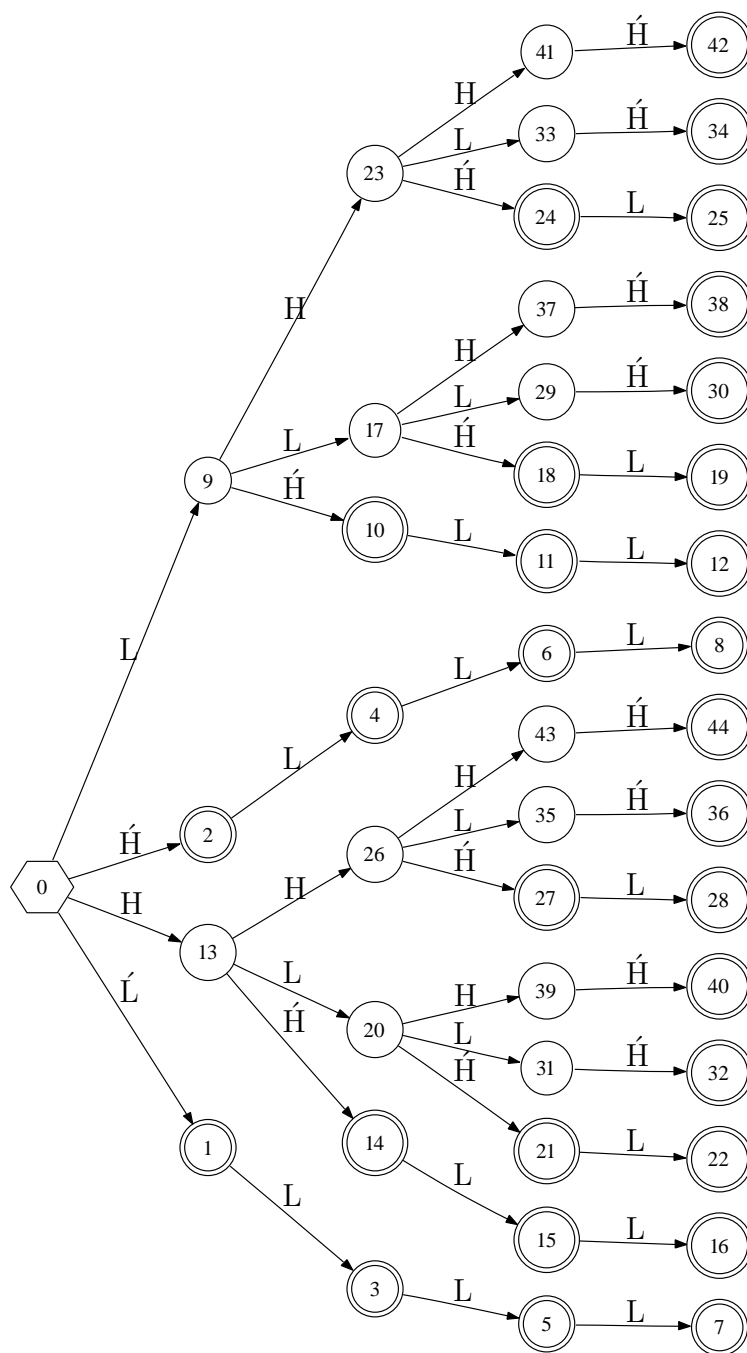 41 H́ 42
H
L 33 H́ 34
23
H́
24 L 25
H
37 H́ 38
H
L 29 H́ 30
L 17
H́
9 18 L 19
H́
10 L 11 L 12
L
6 L 8
L
4
L
43 H́ 44
H
L 35 H́ 36
H́ 2
26
H́
0 H 27 L 28
H
13
L
39 H́ 40
H
Ĺ H́ 20 L
31 H́ 32
H́
14 21 L 22
1
L
15 L 16
L
3 L
5 L 7